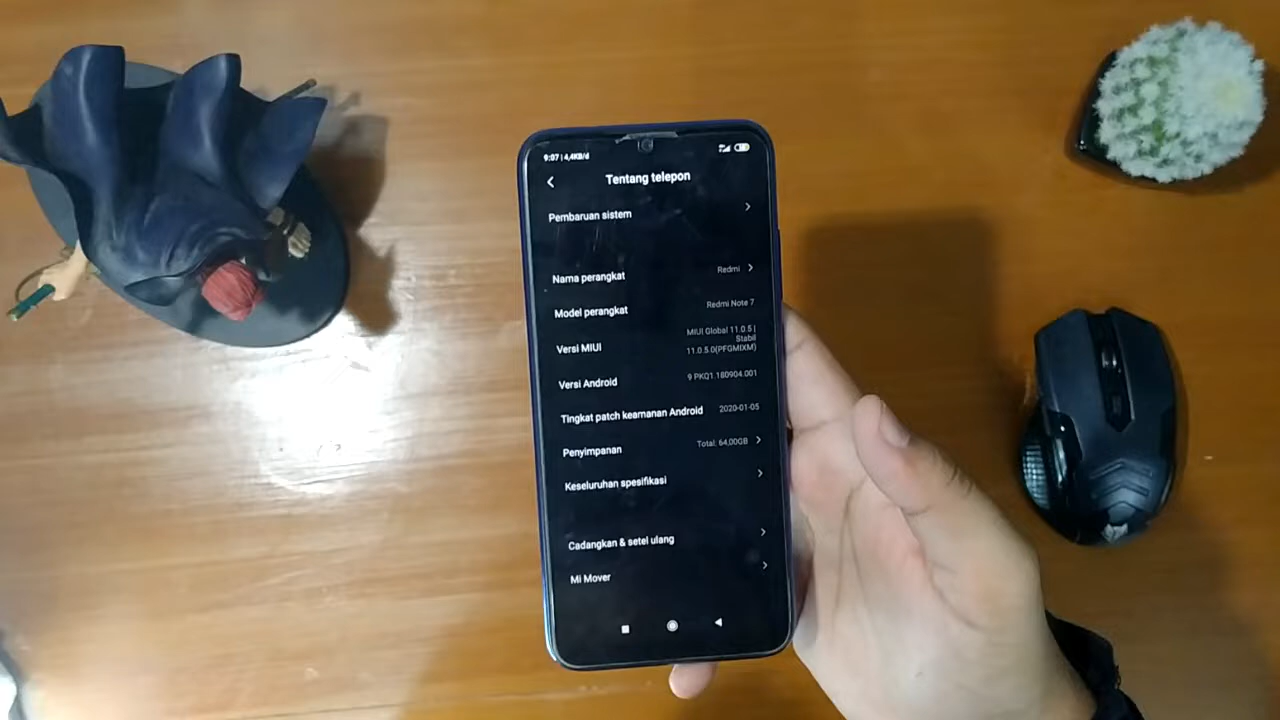 9:07 | 4,4KB/d
Tentang telepon
Pembaruan sistem
Nama perangkat Redmi
Model perangkat Redmi Note 7
Versi MIUI MIUI Global 11.0.5 |
Stabil
11.0.5.0(PFGMIXM)
Versi Android 9 PKQ1.180904.001
Tingkat patch keamanan Android 2020-01-05
Penyimpanan Total: 64,00GB
Keseluruhan spesifikasi
Cadangkan & setel ulang
Mi Mover